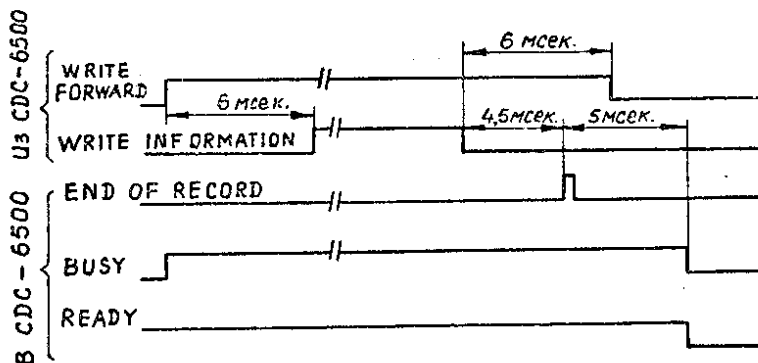 Из CDC-6500
6 мсек.
WRITE
FORWARD
6 мсек.
WRITE INFORMATION
4,5 мсек.
5 мсек.
В CDC-6500
END OF RECORD
BUSY
READY